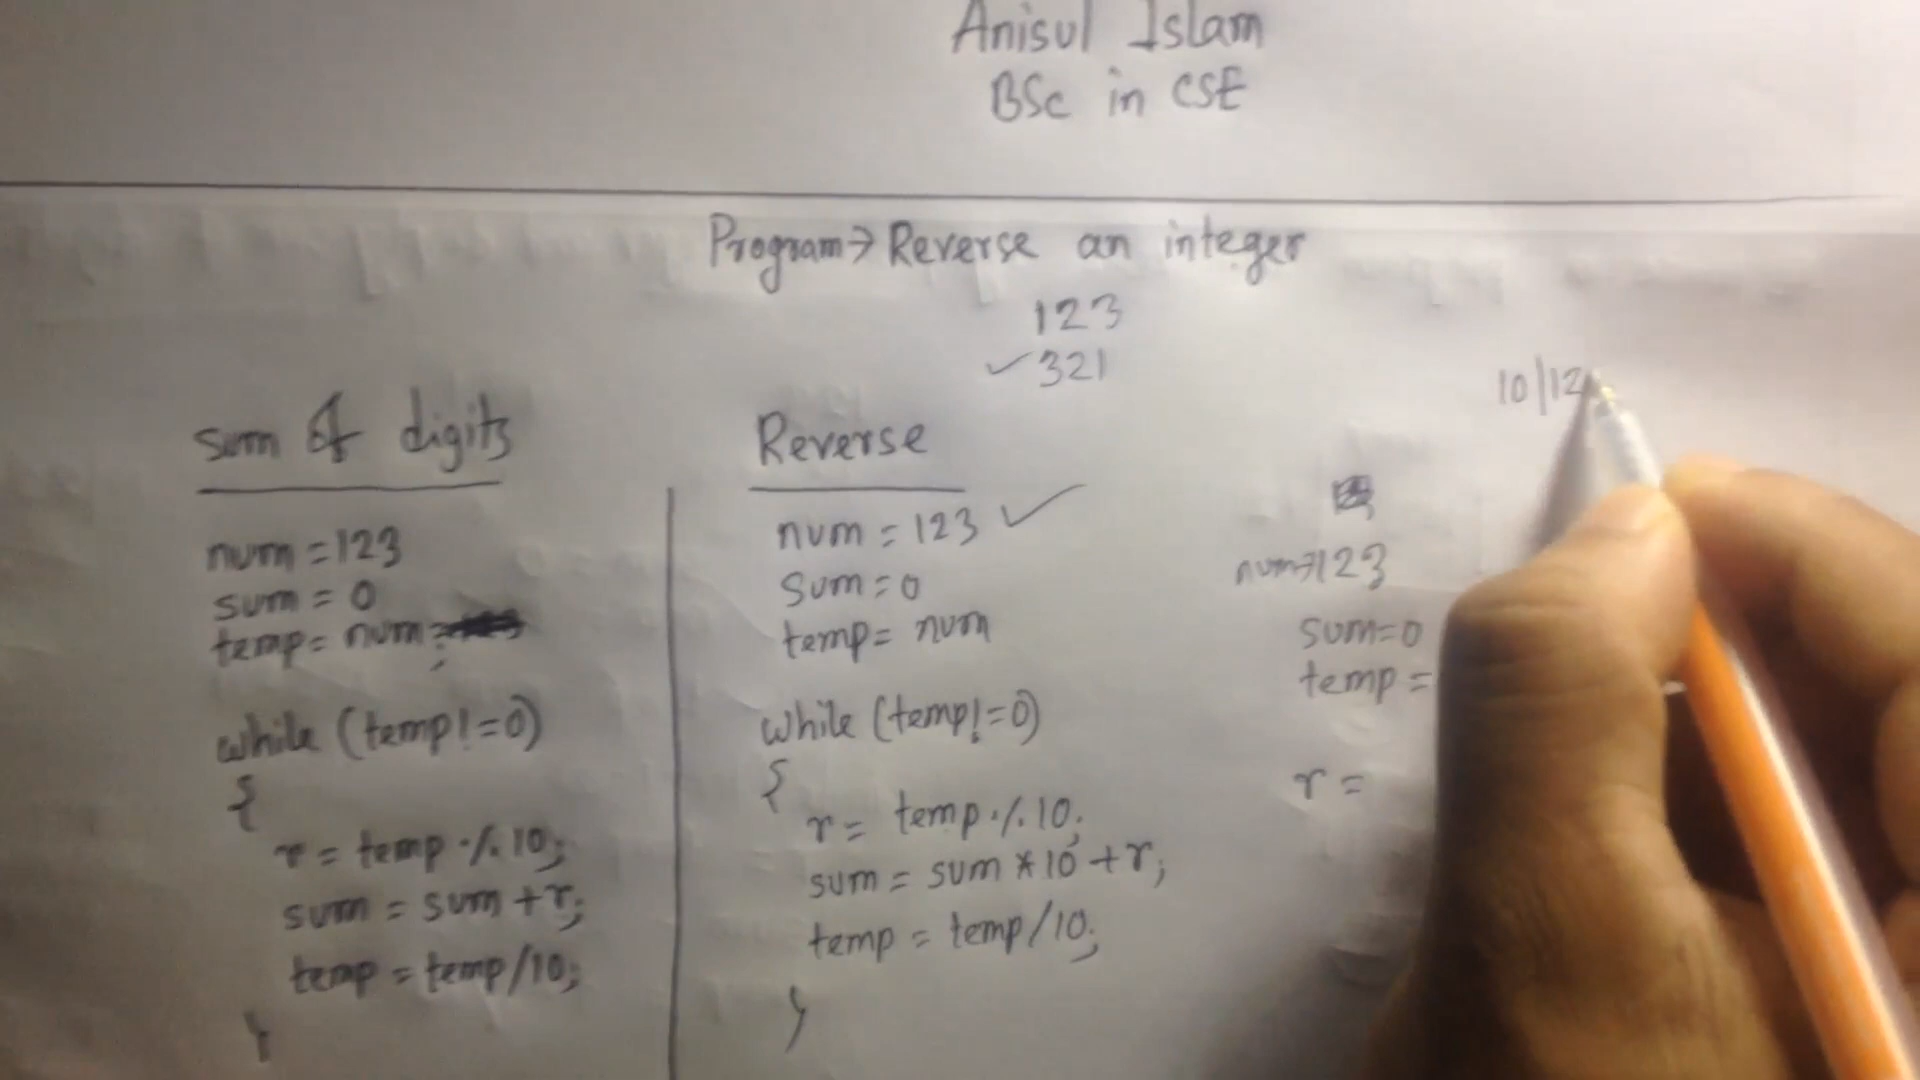 Anisul Islam
BSc in CSE
Program→Reverse an integer
123
✓321
sum of digits
num=123
sum = 0
temp= num;
while (temp!=0)
{
r = temp % 10;
sum = sum +r;
temp = temp/10;
}
Reverse
num = 123 ✓
sum=0
temp= num
while (temp!=0)
{
r= temp % 10;
sum = sum *10 +r;
temp = temp/10;
}
10|12
num→123
sum=0
temp=
r =